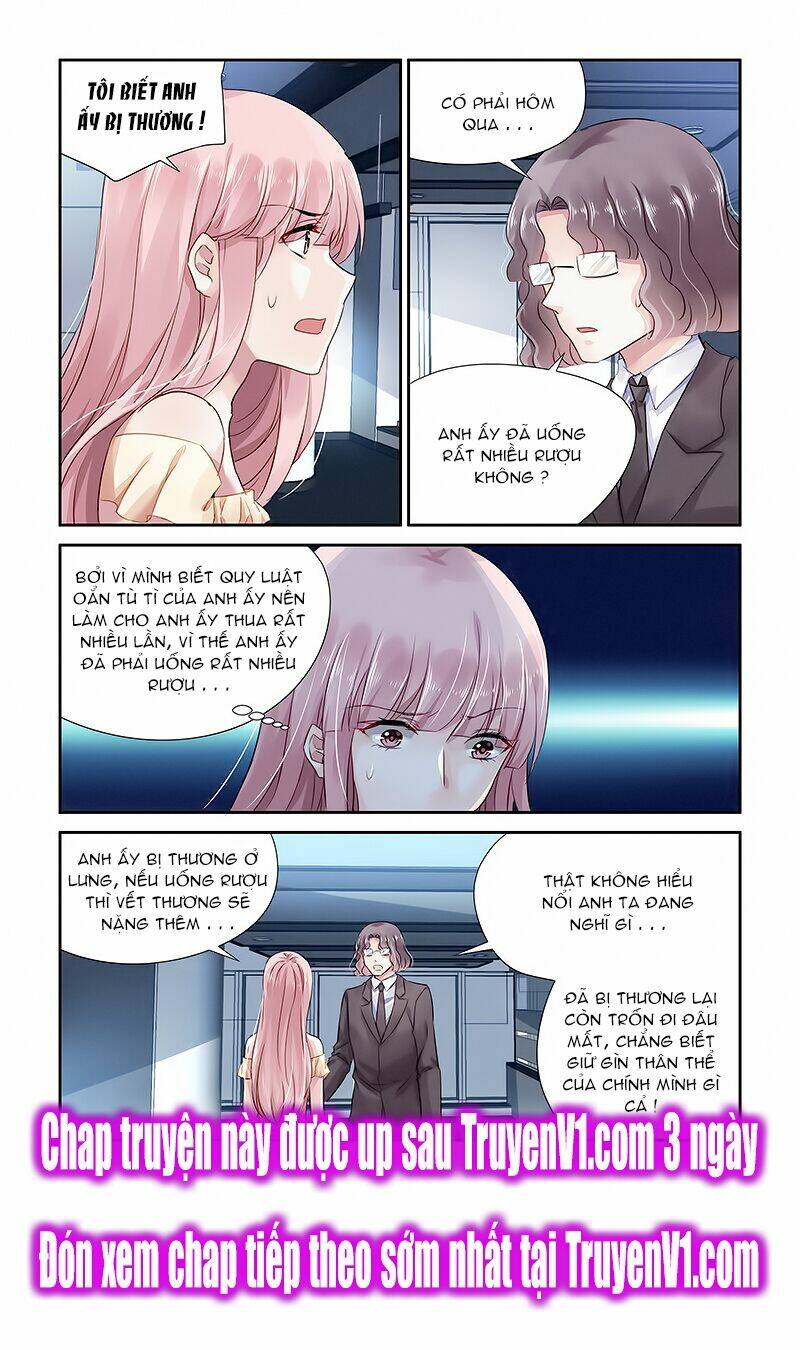 TÔI BIẾT ANH
ẤY BỊ THƯƠNG !
CÓ PHẢI HÔM
QUA . . .
ANH ẤY ĐÃ UỐNG
RẤT NHIỀU RƯỢU
KHÔNG ?
BỞI VÌ MÌNH BIẾT QUY LUẬT
OẲN TÙ TÌ CỦA ANH ẤY NÊN
LÀM CHO ANH ẤY THUA RẤT
NHIỀU LẦN, VÌ THẾ ANH ẤY
ĐÃ PHẢI UỐNG RẤT NHIỀU
RƯỢU . . .
ANH ẤY BỊ THƯƠNG Ở
LƯNG, NẾU UỐNG RƯỢU
THÌ VẾT THƯƠNG SẼ
NẶNG THÊM . . .
THẬT KHÔNG HIỂU
NỔI ANH TA ĐANG
NGHĨ GÌ . . .
ĐÃ BỊ THƯƠNG LẠI
CÒN TRỐN ĐI ĐÂU
MẤT, CHẲNG BIẾT
GIỮ GÌN THÂN THỂ
CỦA CHÍNH MÌNH GÌ
CẢ !
Chap truyện này được up sau TruyenV1.com 3 ngày
Đón xem chap tiếp theo sớm nhất tại TruyenV1.com